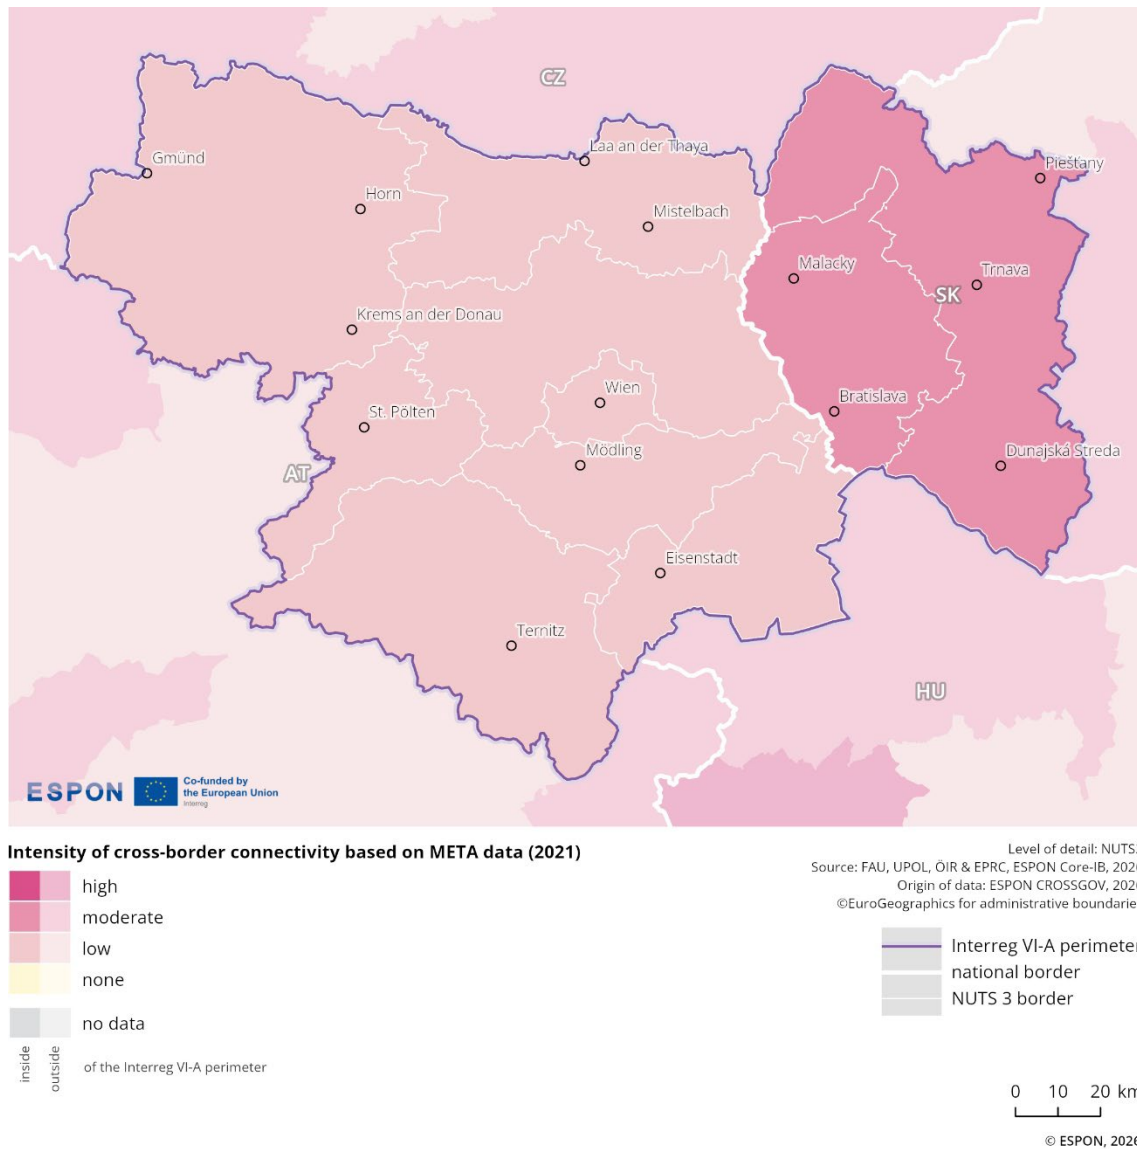 CZ
Gmünd
Laa an der Thaya
Piešťany
Horn
Mistelbach
Malacky
Trnava
SK
Krems an der Donau
Wien
Bratislava
St. Pölten
Mödling
Dunajská Streda
AT
Eisenstadt
Ternitz
HU
ESPON
Co-funded by
the European Union
Interreg
Intensity of cross-border connectivity based on META data (2021)
high
moderate
low
none
no data
inside
outside
of the Interreg VI-A perimeter
Level of detail: NUTS
Source: FAU, UPOL, ÖIR & EPRC, ESPON Core-IB, 202
Origin of data: ESPON CROSSGOV, 202
©EuroGeographics for administrative boundarie
Interreg VI-A perimeter
national border
NUTS 3 border
0 10 20 km
© ESPON, 2026